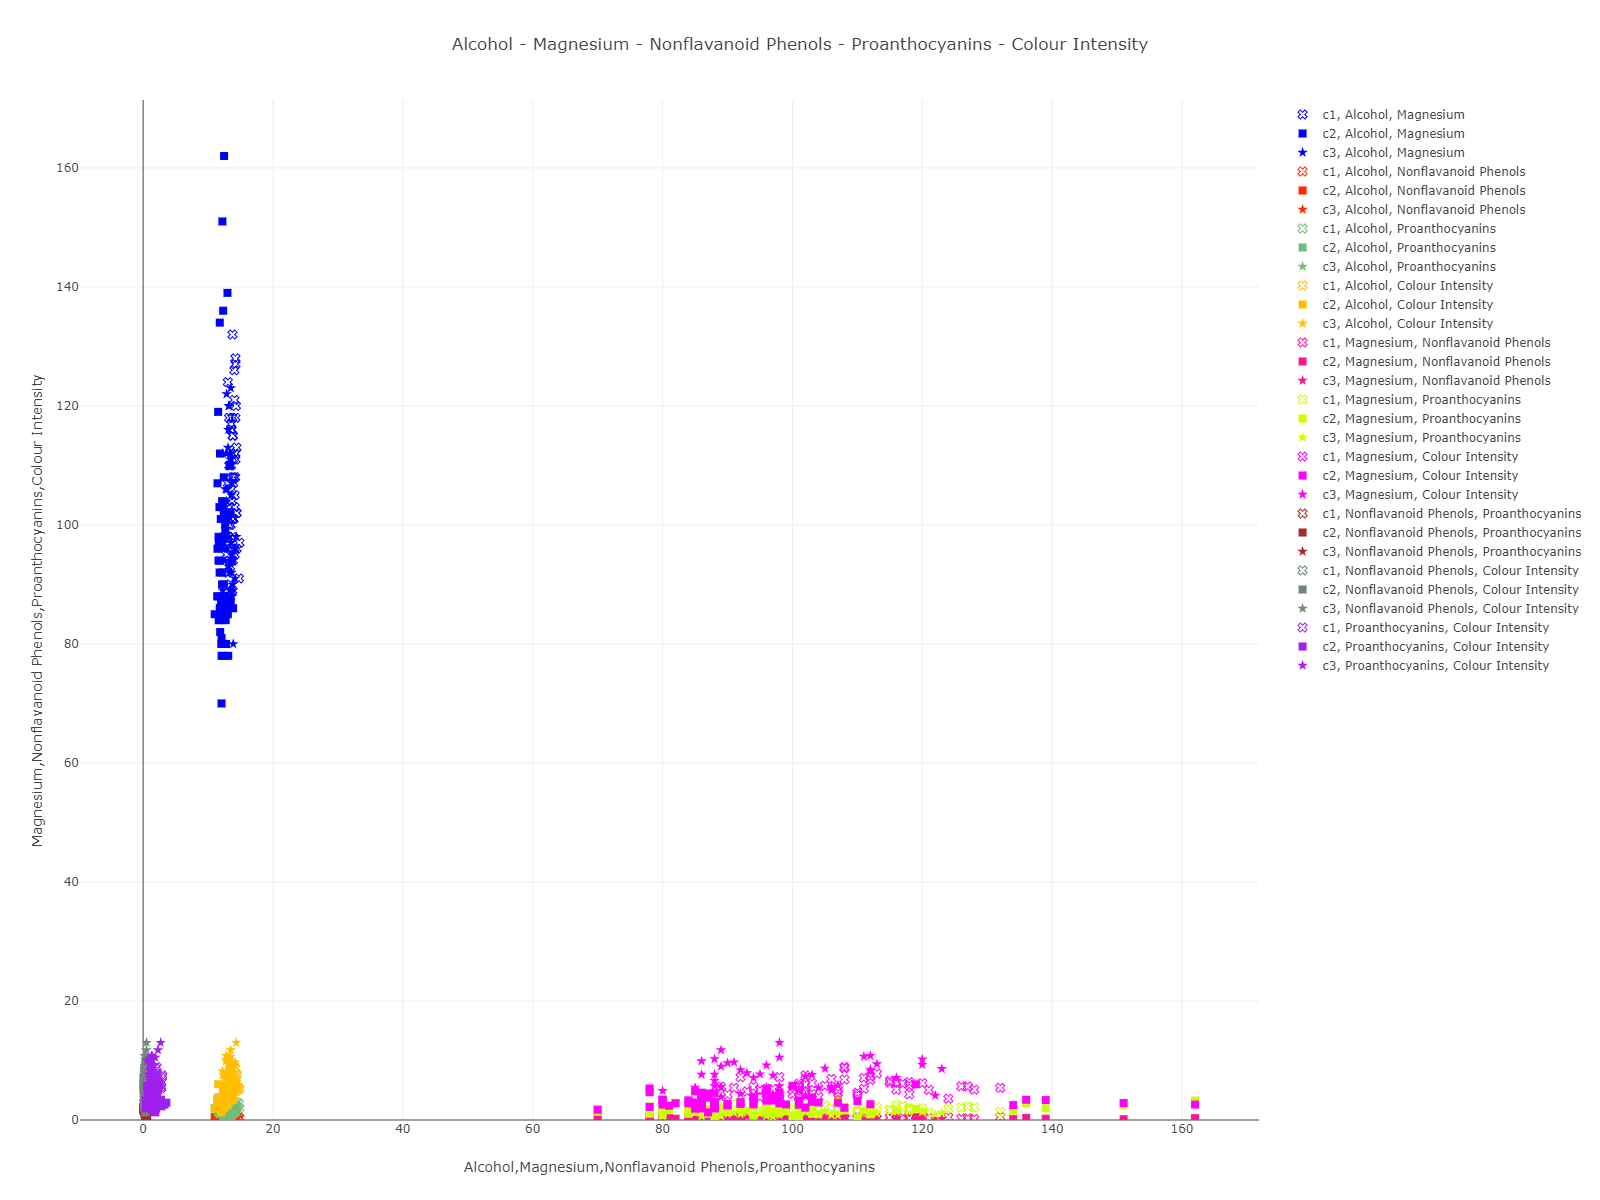 Alcohol - Magnesium - Nonflavanoid Phenols - Proanthocyanins - Colour Intensity
Magnesium,Nonflavanoid Phenols,Proanthocyanins,Colour Intensity
160
140
120
100
80
60
40
20
0
0
20
40
60
80
100
120
140
160
Alcohol,Magnesium,Nonflavanoid Phenols,Proanthocyanins
c1, Alcohol, Magnesium
c2, Alcohol, Magnesium
c3, Alcohol, Magnesium
c1, Alcohol, Nonflavanoid Phenols
c2, Alcohol, Nonflavanoid Phenols
c3, Alcohol, Nonflavanoid Phenols
c1, Alcohol, Proanthocyanins
c2, Alcohol, Proanthocyanins
c3, Alcohol, Proanthocyanins
c1, Alcohol, Colour Intensity
c2, Alcohol, Colour Intensity
c3, Alcohol, Colour Intensity
c1, Magnesium, Nonflavanoid Phenols
c2, Magnesium, Nonflavanoid Phenols
c3, Magnesium, Nonflavanoid Phenols
c1, Magnesium, Proanthocyanins
c2, Magnesium, Proanthocyanins
c3, Magnesium, Proanthocyanins
c1, Magnesium, Colour Intensity
c2, Magnesium, Colour Intensity
c3, Magnesium, Colour Intensity
c1, Nonflavanoid Phenols, Proanthocyanins
c2, Nonflavanoid Phenols, Proanthocyanins
c3, Nonflavanoid Phenols, Proanthocyanins
c1, Nonflavanoid Phenols, Colour Intensity
c2, Nonflavanoid Phenols, Colour Intensity
c3, Nonflavanoid Phenols, Colour Intensity
c1, Proanthocyanins, Colour Intensity
c2, Proanthocyanins, Colour Intensity
c3, Proanthocyanins, Colour Intensity